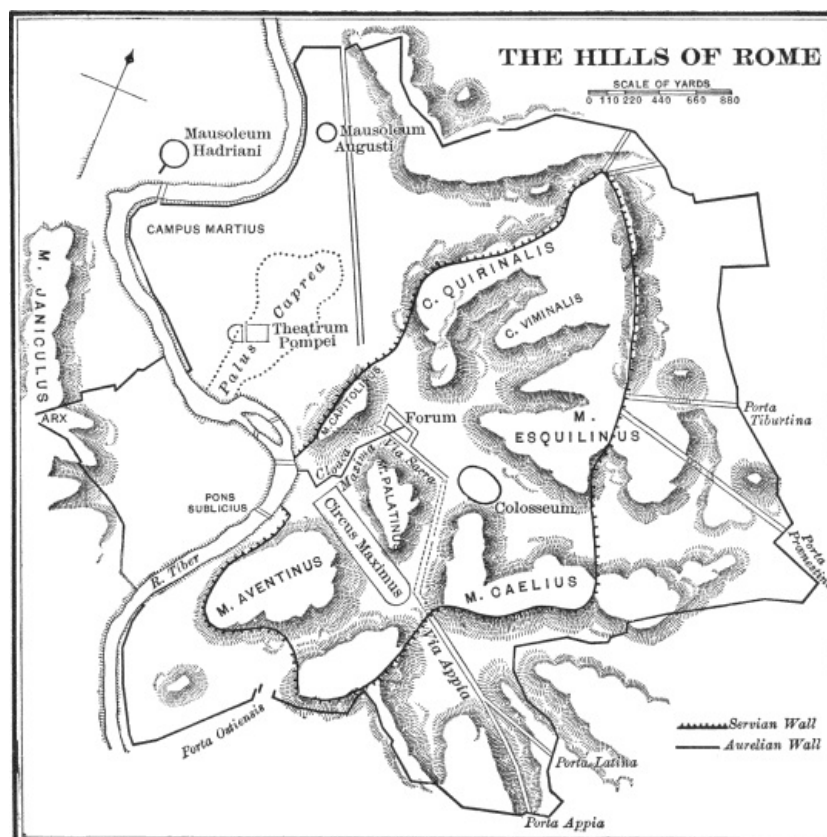 THE HILLS OF ROME
SCALE OF YARDS
0 110 220 440 660 880
Mausoleum
Hadriani
Mausoleum
Augusti
CAMPUS MARTIUS
M. JANICULUS
Palus Caprea
Theatrum
Pompei
C. QUIRINALIS
C. VIMINALIS
M. CAPITOLINUS
Forum
ARX
Cloaca
Maxima
Via Sacra
M.
ESQUILINUS
Porta
Tiburtina
M. PALATINUS
Colosseum
PONS
SUBLICIUS
Circus Maximus
Porta
Prænestina
R. Tiber
M. AVENTINUS
M. CAELIUS
Via Appia
Porta Ostiensis
Servian Wall
Aurelian Wall
Porta Latina
Porta Appia